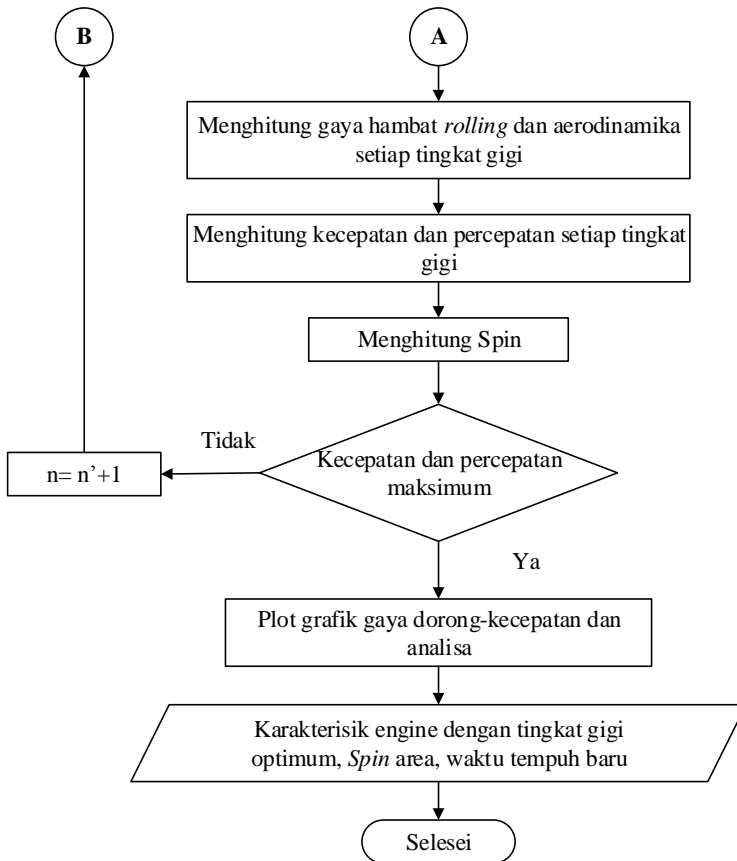 B
A
Menghitung gaya hambat rolling dan aerodinamika
setiap tingkat gigi
Menghitung kecepatan dan percepatan setiap tingkat
gigi
Menghitung Spin
Tidak
Kecepatan dan percepatan
maksimum
n= n’+1
Ya
Plot grafik gaya dorong-kecepatan dan
analisa
Karakterisik engine dengan tingkat gigi
optimum, Spin area, waktu tempuh baru
Selesei